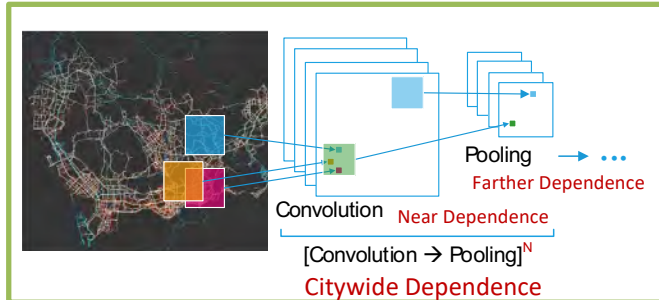 Pooling
...
Farther Dependence
Convolution
Near Dependence
[Convolution → Pooling]N
Citywide Dependence